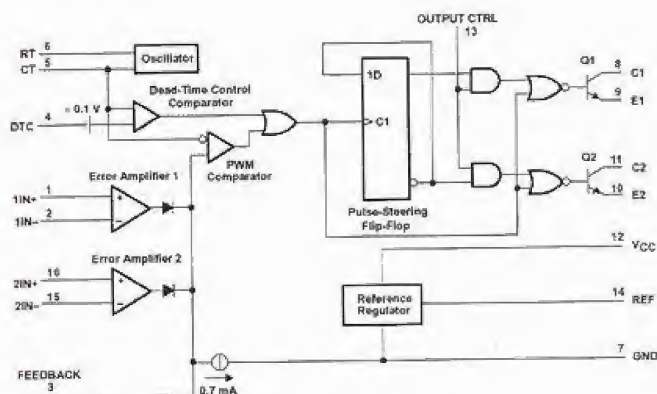 OUTPUT CTRL
13
RT 6
CT 5
Oscillator
Dead-Time Control
Comparator
= 0.1 V
DTC 4
PWM
Comparator
1D
C1
Pulse-Steering
Flip-Flop
Q1
8 C1
9 E1
Q2
11 C2
10 E2
Error Amplifier 1
1IN+ 1 +
1IN− 2 −
Error Amplifier 2
2IN+ 16 +
2IN− 15 −
12 VCC
Reference
Regulator
14 REF
7 GND
FEEDBACK
3
0.7 mA